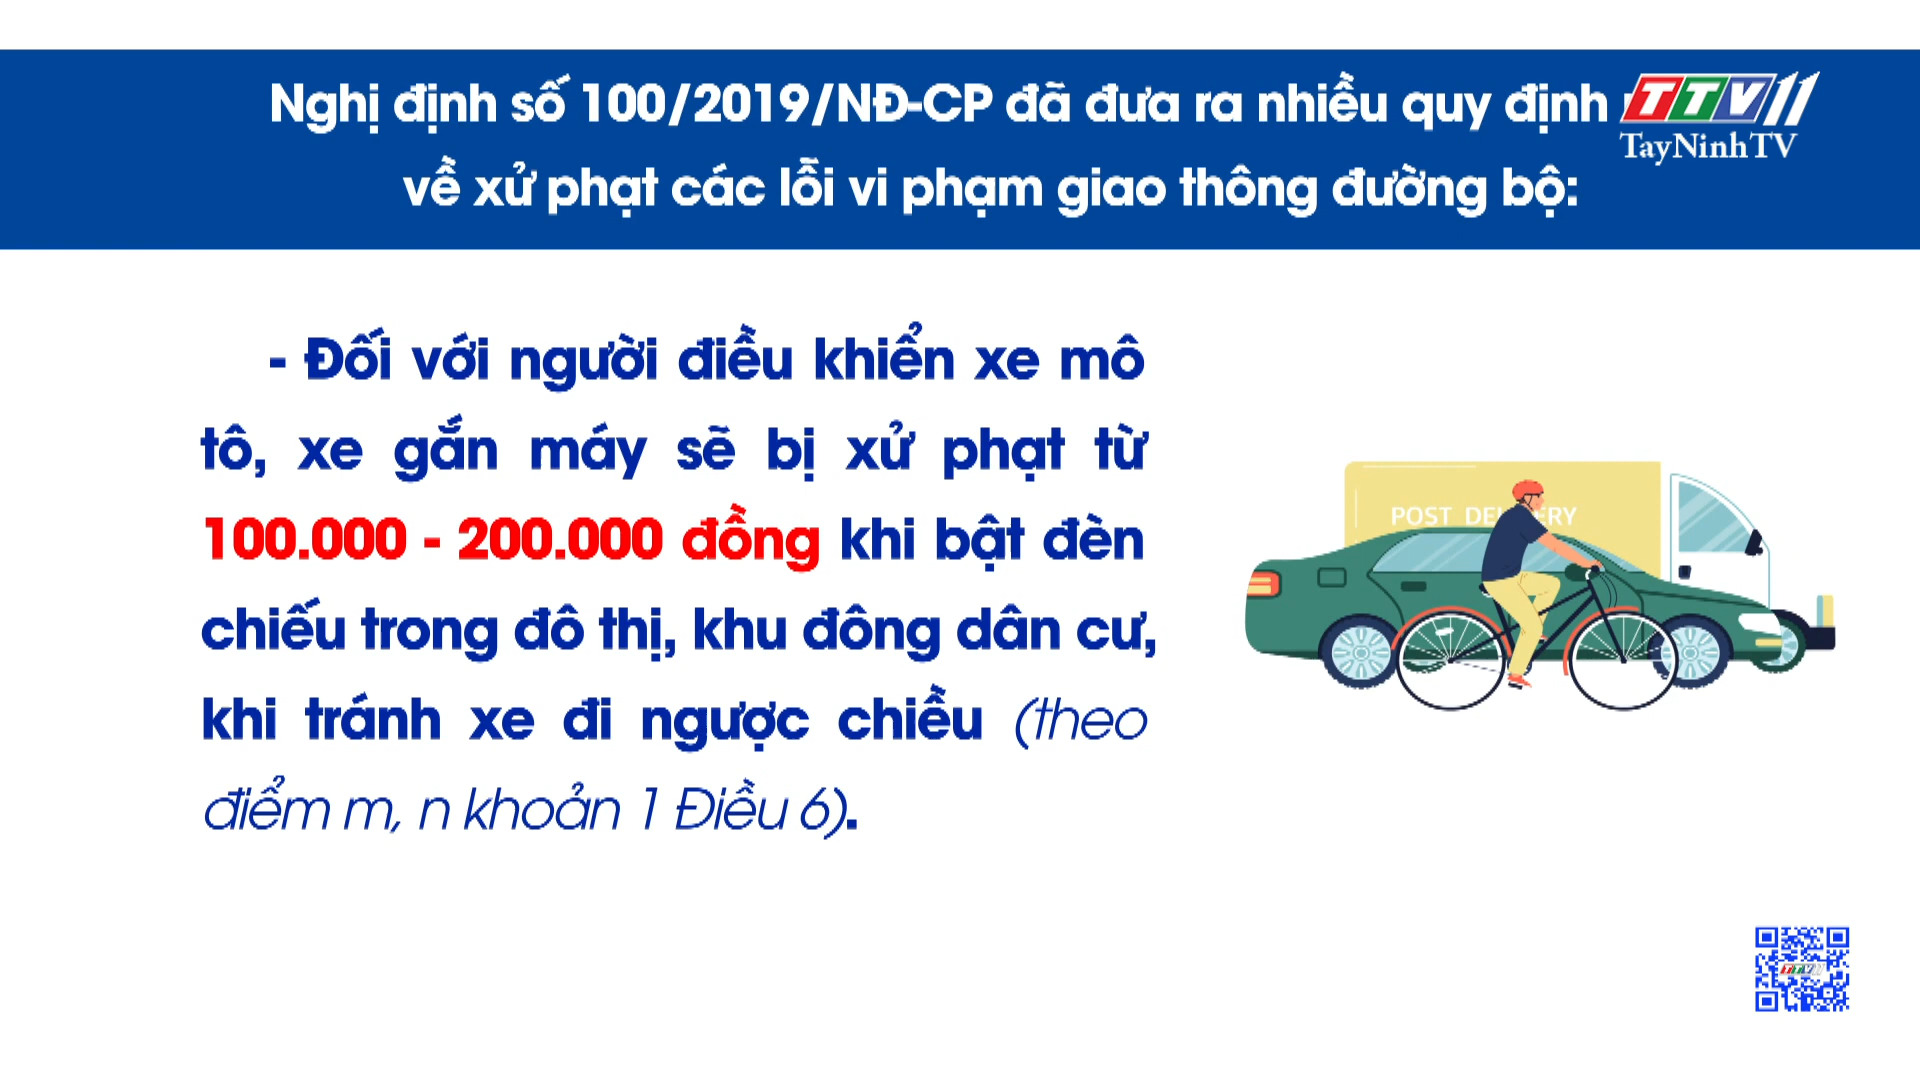 Nghị định số 100/2019/NĐ-CP đã đưa ra nhiều quy định
về xử phạt các lỗi vi phạm giao thông đường bộ:
TTV11
TayNinhTV
- Đối với người điều khiển xe mô
tô, xe gắn máy sẽ bị xử phạt từ
100.000 - 200.000 đồng khi bật đèn
chiếu trong đô thị, khu đông dân cư,
khi tránh xe đi ngược chiều (theo
điểm m, n khoản 1 Điều 6).
POST
TTV11